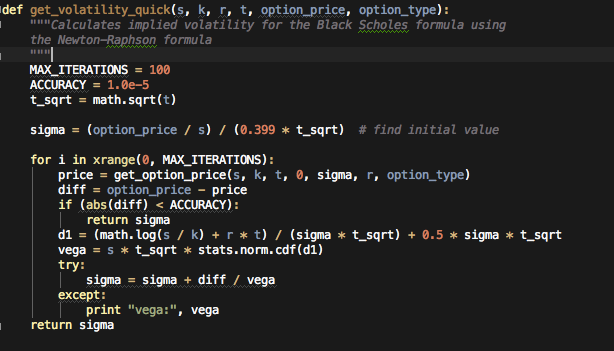 def get_volatility_quick(s, k, r, t, option_price, option_type):
    """Calculates implied volatility for the Black Scholes formula using
    the Newton-Raphson formula
    """
    MAX_ITERATIONS = 100
    ACCURACY = 1.0e-5
    t_sqrt = math.sqrt(t)

    sigma = (option_price / s) / (0.399 * t_sqrt)  # find initial value

    for i in xrange(0, MAX_ITERATIONS):
        price = get_option_price(s, k, t, 0, sigma, r, option_type)
        diff = option_price - price
        if (abs(diff) < ACCURACY):
            return sigma
        d1 = (math.log(s / k) + r * t) / (sigma * t_sqrt) + 0.5 * sigma * t_sqrt
        vega = s * t_sqrt * stats.norm.cdf(d1)
        try:
            sigma = sigma + diff / vega
        except:
            print "vega:", vega
    return sigma